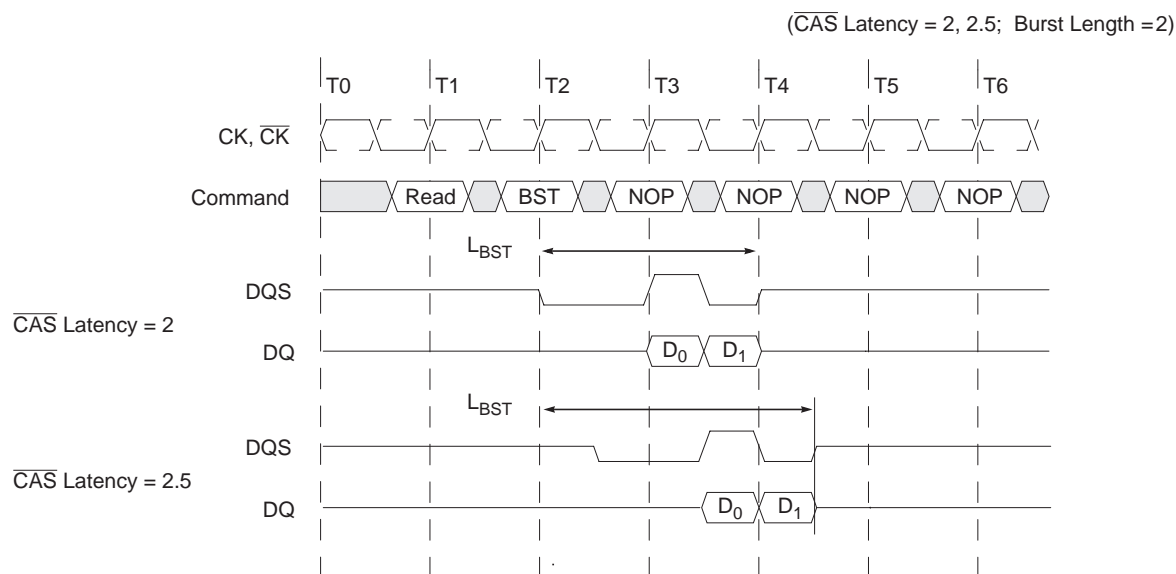 (CAS Latency = 2, 2.5; Burst Length =2)
T0 T1 T2 T3 T4 T5 T6
CK, CK
Command Read BST NOP NOP NOP NOP
LBST
DQS
CAS Latency = 2
DQ D0 D1
LBST
DQS
CAS Latency = 2.5
DQ D0 D1